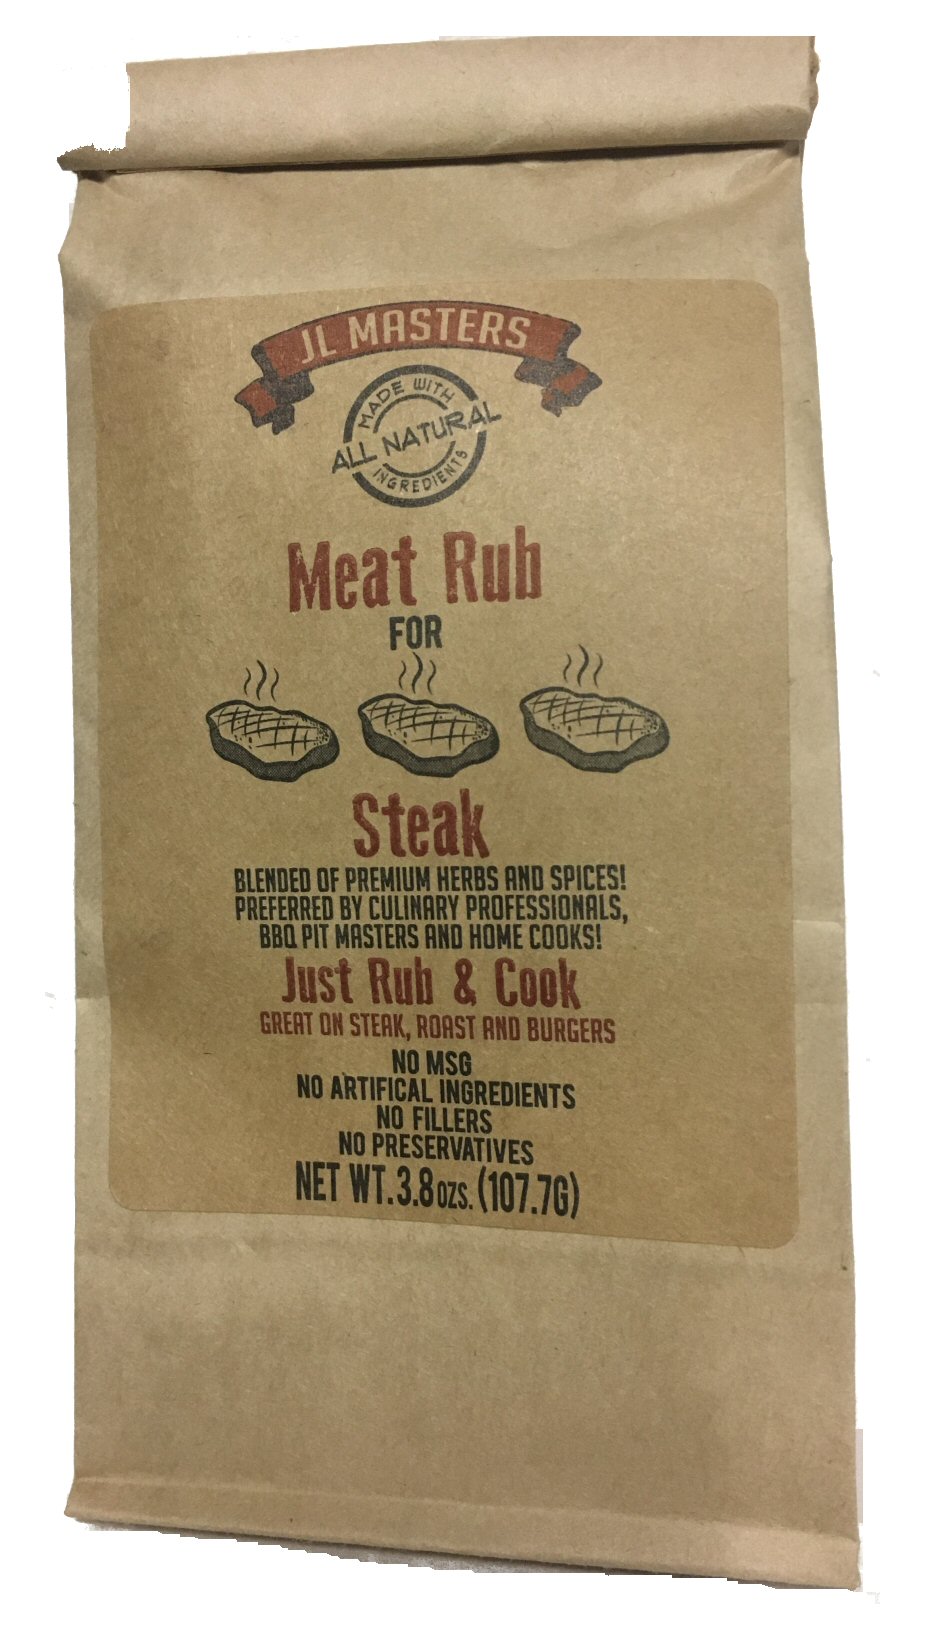 JL MASTERS
MADE WITH
ALL NATURAL
INGREDIENTS
Meat Rub
FOR
Steak
BLENDED OF PREMIUM HERBS AND SPICES!
PREFERRED BY CULINARY PROFESSIONALS,
BBQ PIT MASTERS AND HOME COOKS!
Just Rub & Cook
GREAT ON STEAK, ROAST AND BURGERS
NO MSG
NO ARTIFICAL INGREDIENTS
NO FILLERS
NO PRESERVATIVES
NET WT. 3.8 OZS. (107.7G)